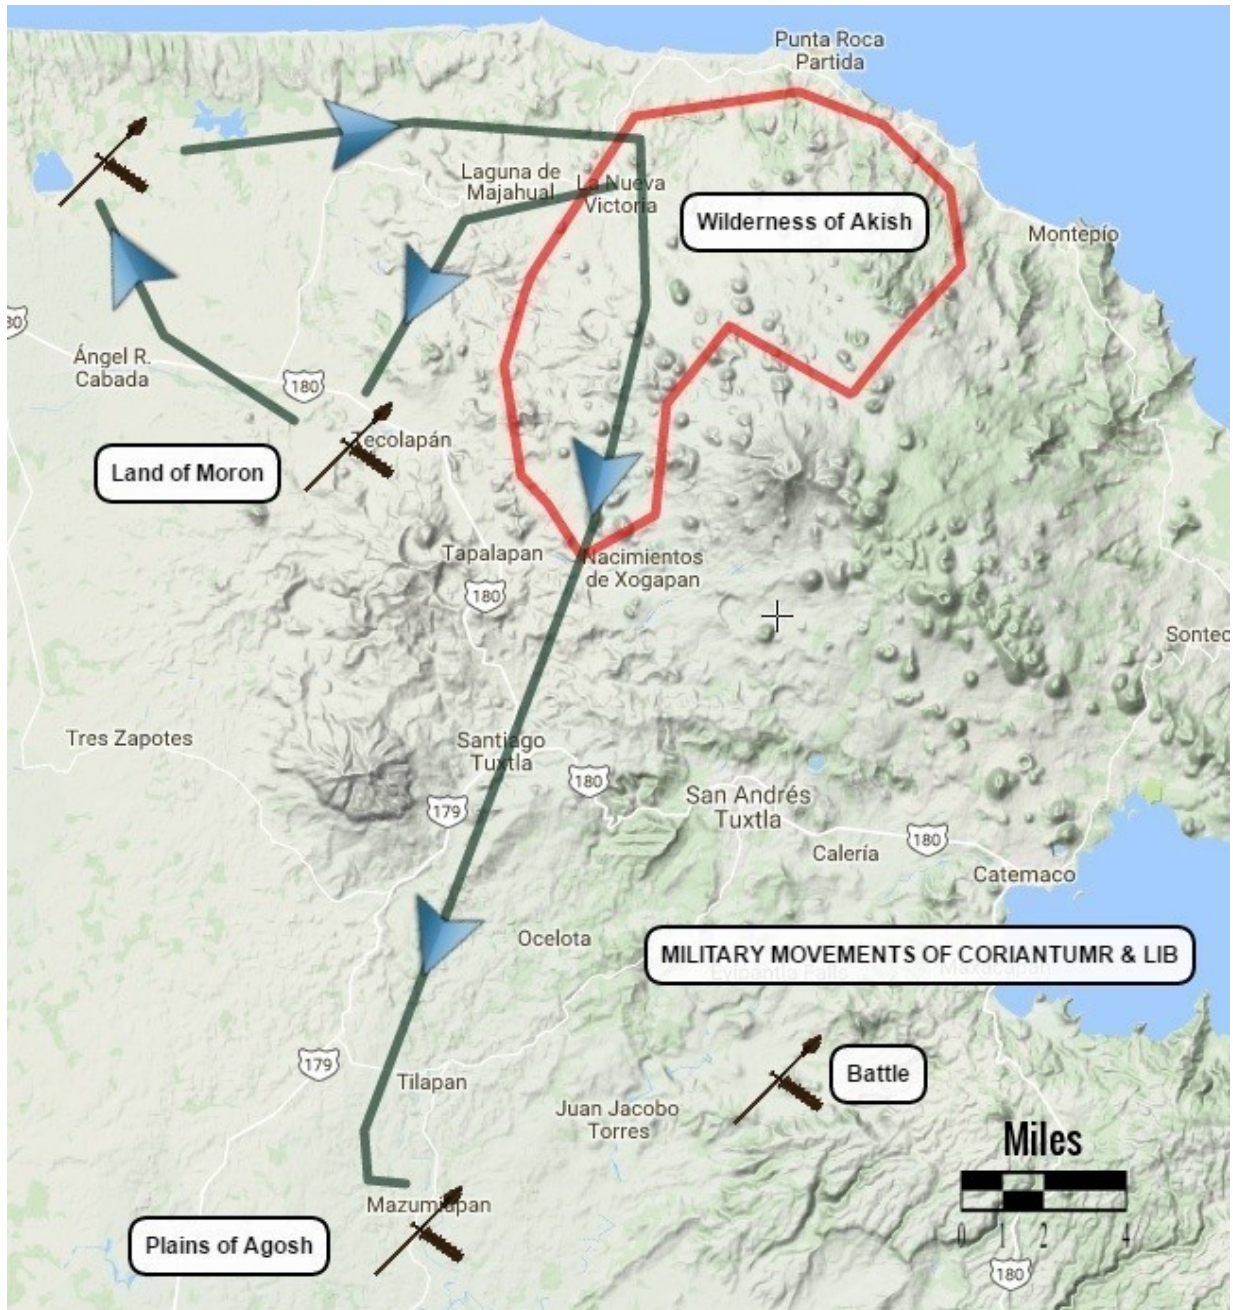 Punta Roca
Partida
Laguna de
Majahual
La Nueva
Victoria
Wilderness of Akish
Montepío
80
Ángel R.
Cabada
180
Tecolapán
Land of Moron
Tapalapan
Nacimientos
de Xogapan
180
Sontec
Tres Zapotes
Santiago
Tuxtla
180
San Andrés
Tuxtla
179
180
Calería
Catemaco
Ocelota
MILITARY MOVEMENTS OF CORIANTUMR & LIB
179
Tilapan
Battle
Juan Jacobo
Torres
Miles
0 1 2 4
Mazumiapan
Plains of Agosh
180